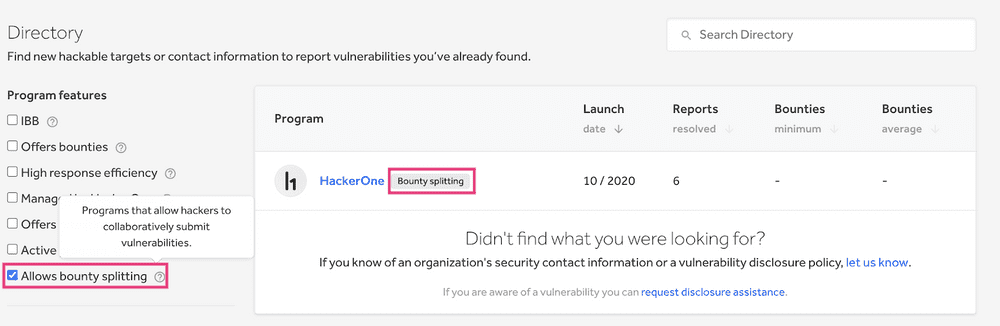 Directory
Search Directory
Find new hackable targets or contact information to report vulnerabilities you've already found.
Program features
IBB
Offers bounties
High response efficiency
Programs that allow hackers to
collaboratively submit
vulnerabilities.
Offers
Active
Allows bounty splitting
Program
Launch
date
Reports
resolved
Bounties
minimum
Bounties
average
HackerOne
Bounty splitting
10 / 2020
6
-
-
Didn't find what you were looking for?
If you know of an organization's security contact information or a vulnerability disclosure policy, let us know.
If you are aware of a vulnerability you can request disclosure assistance.